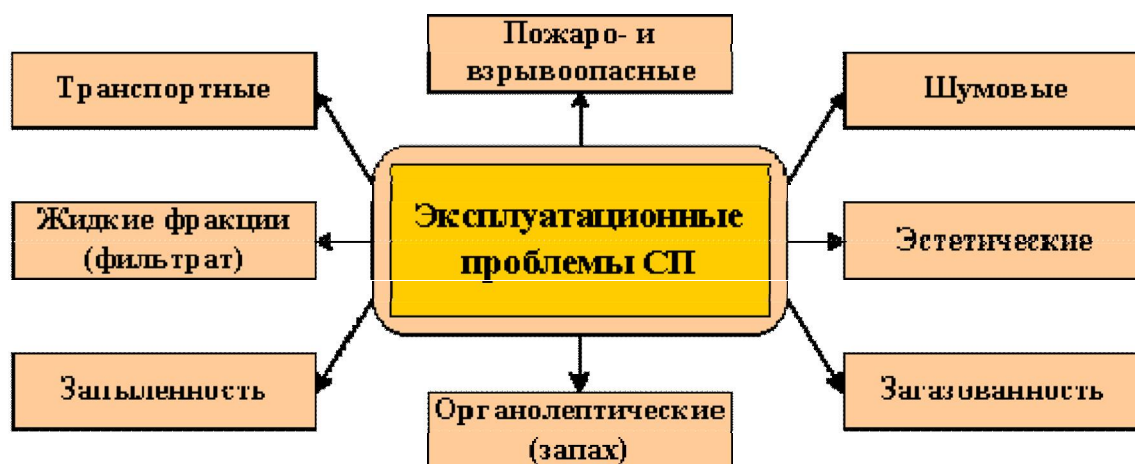 Пожаро- и
взрывоопасные
Транспортные
Шумовые
Жидкие фракции
(фильтрат)
Эксплуатационные
проблемы СП
Эстетические
Запыленность
Органолептические
(запах)
Загазованность